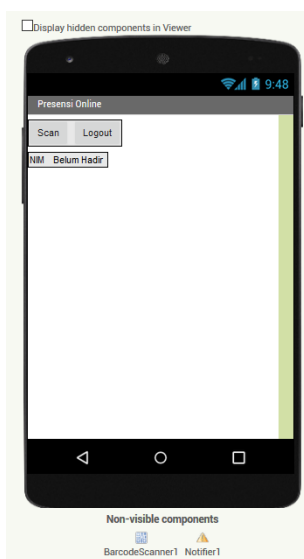 Display hidden components in Viewer
9:48
Presensi Online
Scan Logout
NIM Belum Hadir
Non-visible components
BarcodeScanner1 Notifier1